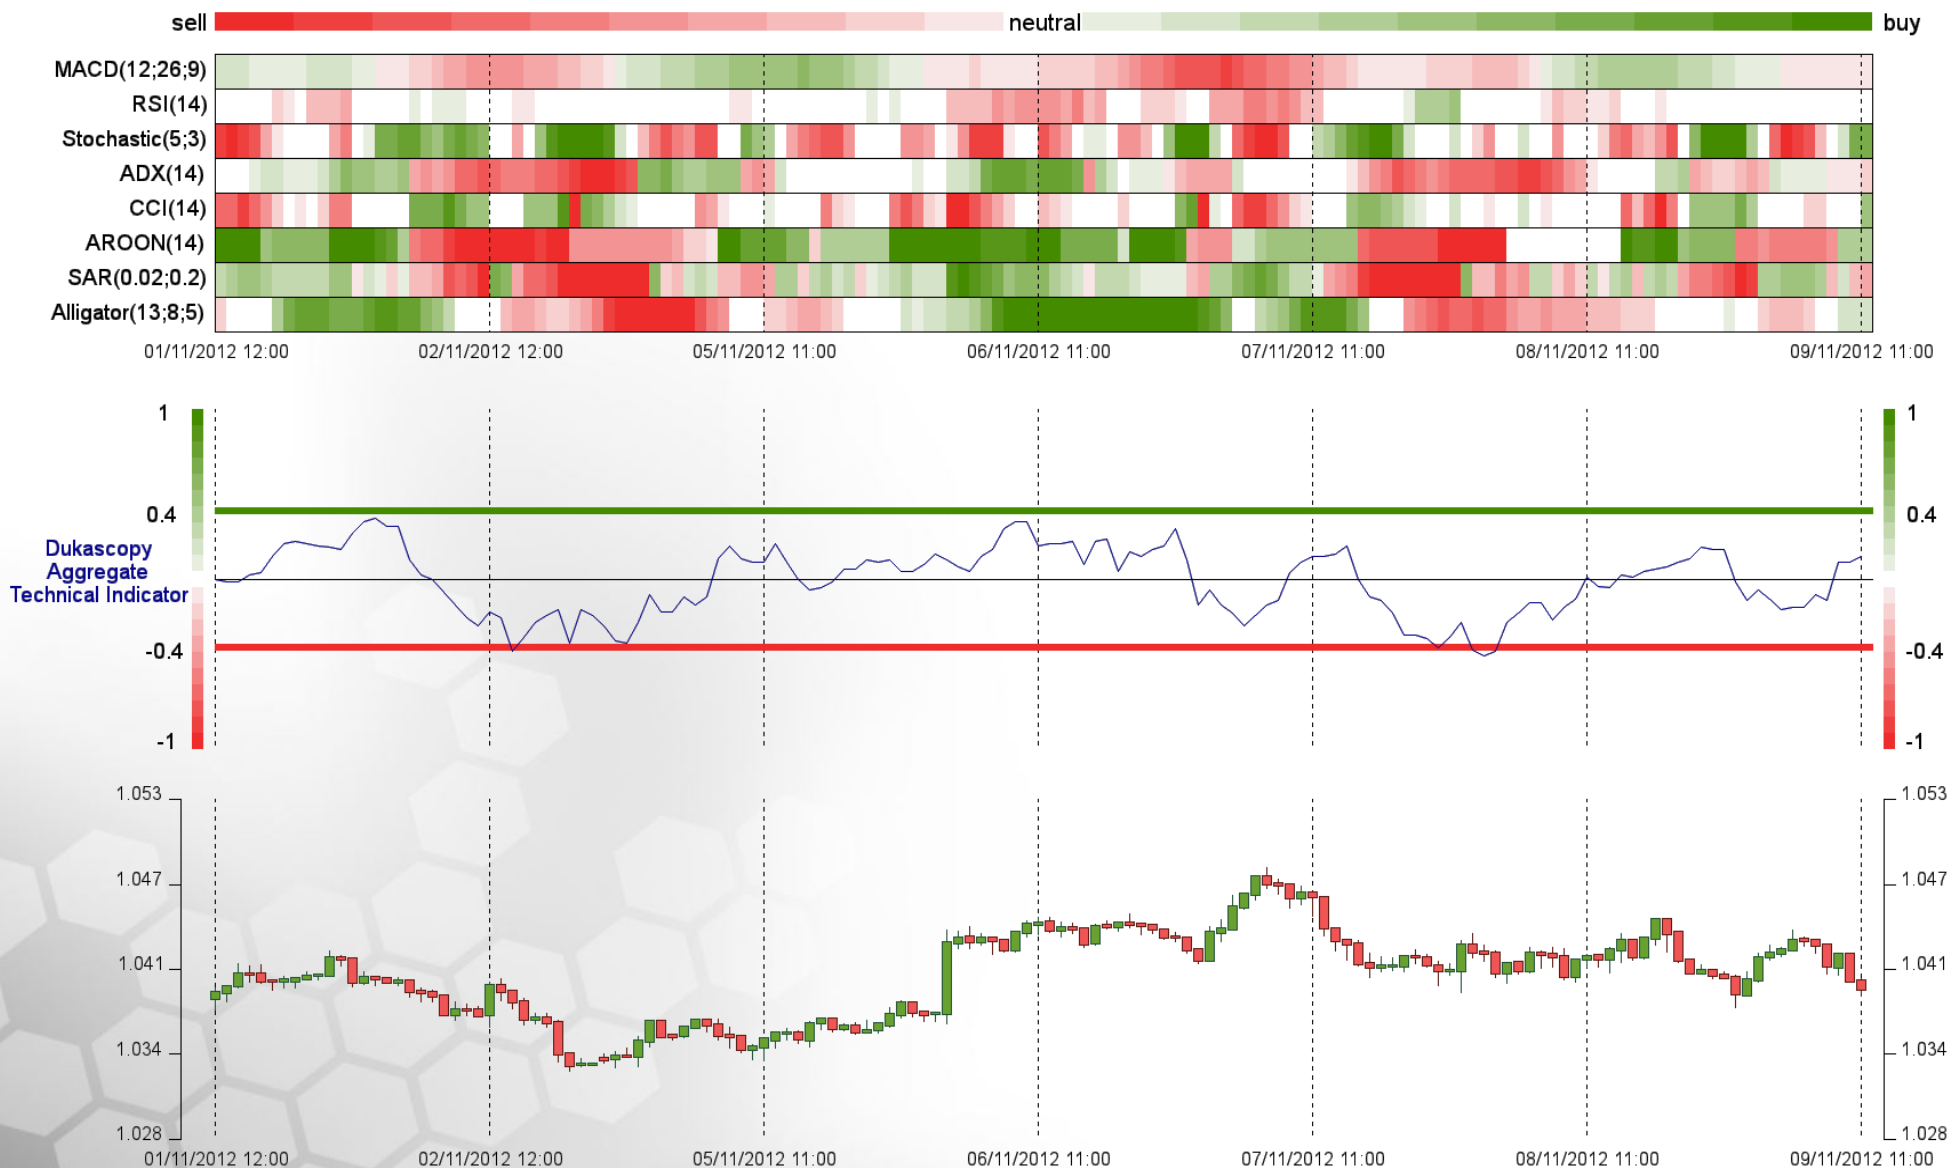 sell neutral buy
MACD(12;26;9)
RSI(14)
Stochastic(5;3)
ADX(14)
CCI(14)
AROON(14)
SAR(0.02;0.2)
Alligator(13;8;5)
01/11/2012 12:00 02/11/2012 12:00 05/11/2012 11:00 06/11/2012 11:00 07/11/2012 11:00 08/11/2012 11:00 09/11/2012 11:00
1 1
0.4 0.4
Dukascopy
Aggregate
Technical Indicator
-0.4 -0.4
-1 -1
1.053 1.053
1.047 1.047
1.041 1.041
1.034 1.034
1.028 1.028
01/11/2012 12:00 02/11/2012 12:00 05/11/2012 11:00 06/11/2012 11:00 07/11/2012 11:00 08/11/2012 11:00 09/11/2012 11:00